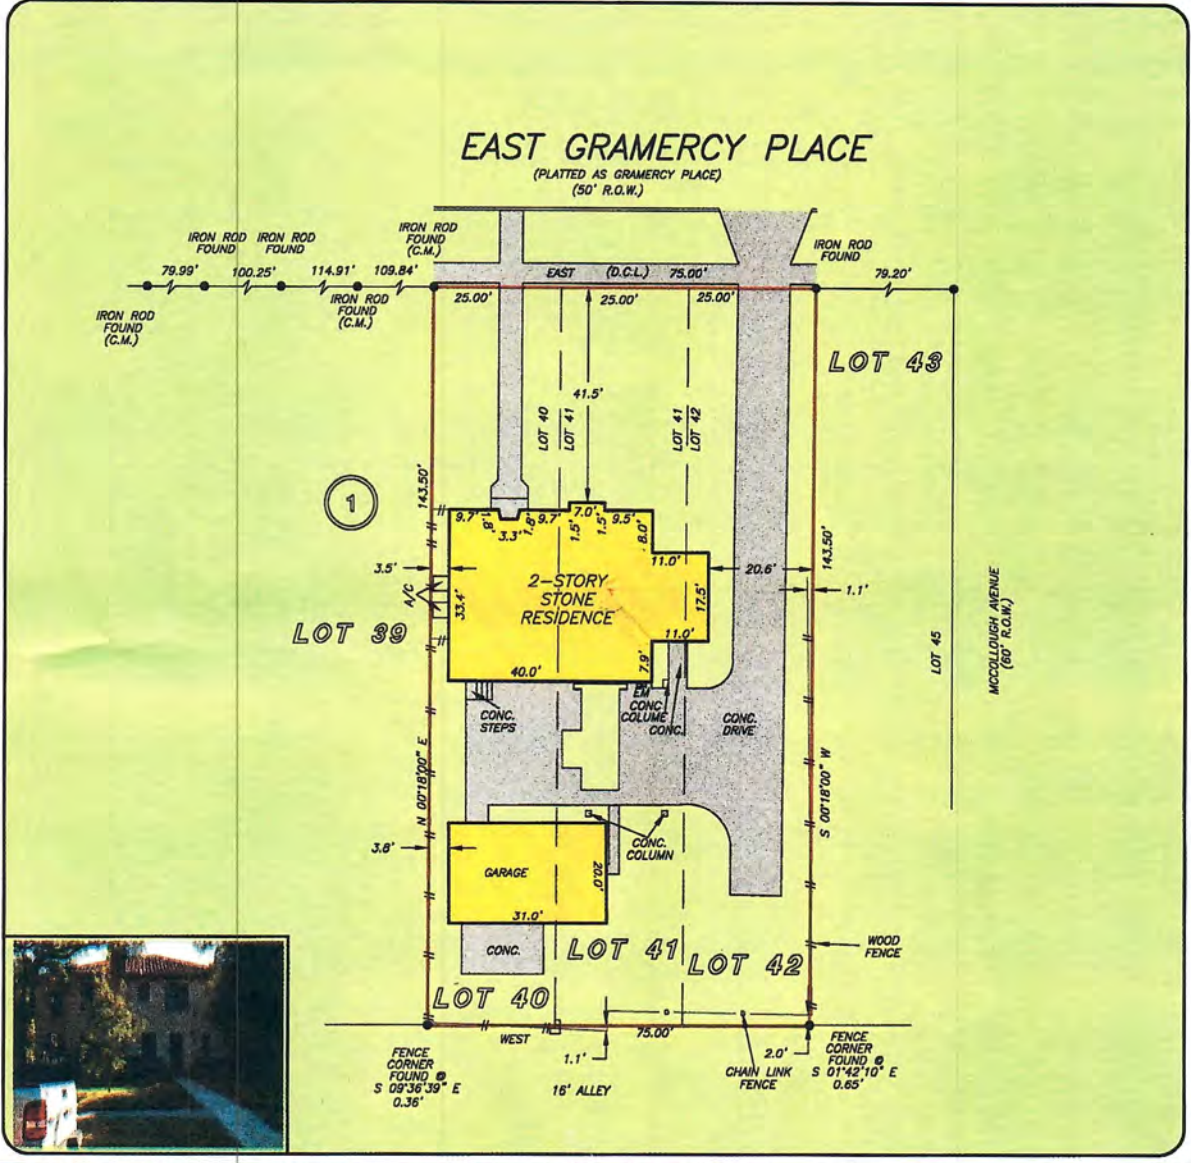 EAST GRAMERCY PLACE
(PLATTED AS GRAMERCY PLACE)
(50' R.O.W.)
IRON ROD
FOUND
IRON ROD
FOUND
IRON ROD
FOUND
(C.M.)
IRON ROD
FOUND
79.99'
100.25'
114.91'
109.84'
EAST (D.C.L.) 75.00'
79.20'
IRON ROD
FOUND
(C.M.)
IRON ROD
FOUND
(C.M.)
25.00'
25.00'
25.00'
LOT 43
41.5'
LOT 40
LOT 41
LOT 41
LOT 42
143.50'
1
9.7'
1.8'
3.3'
1.8'
9.7'
1.5'
7.0'
1.5'
9.5'
8.0'
11.0'
143.50'
3.5'
20.6'
1.1'
A/C
33.4'
2-STORY
STONE
RESIDENCE
17.5'
LOT 39
11.0'
LOT 45
MCCOLLOUGH AVENUE
(60' R.O.W.)
40.0'
7.9'
CONC.
STEPS
EM
CONC
COLUME
CONC.
CONC.
DRIVE
N 00°18'00" E
S 00°18'00" W
3.8'
CONC.
COLUMN
GARAGE
20.0'
31.0'
CONC.
LOT 41
LOT 42
WOOD
FENCE
LOT 40
WEST
75.00'
1.1'
2.0'
FENCE
CORNER
FOUND @
S 09°36'39" E
0.36'
16' ALLEY
CHAIN LINK
FENCE
FENCE
CORNER
FOUND @
S 01°42'10" E
0.65'